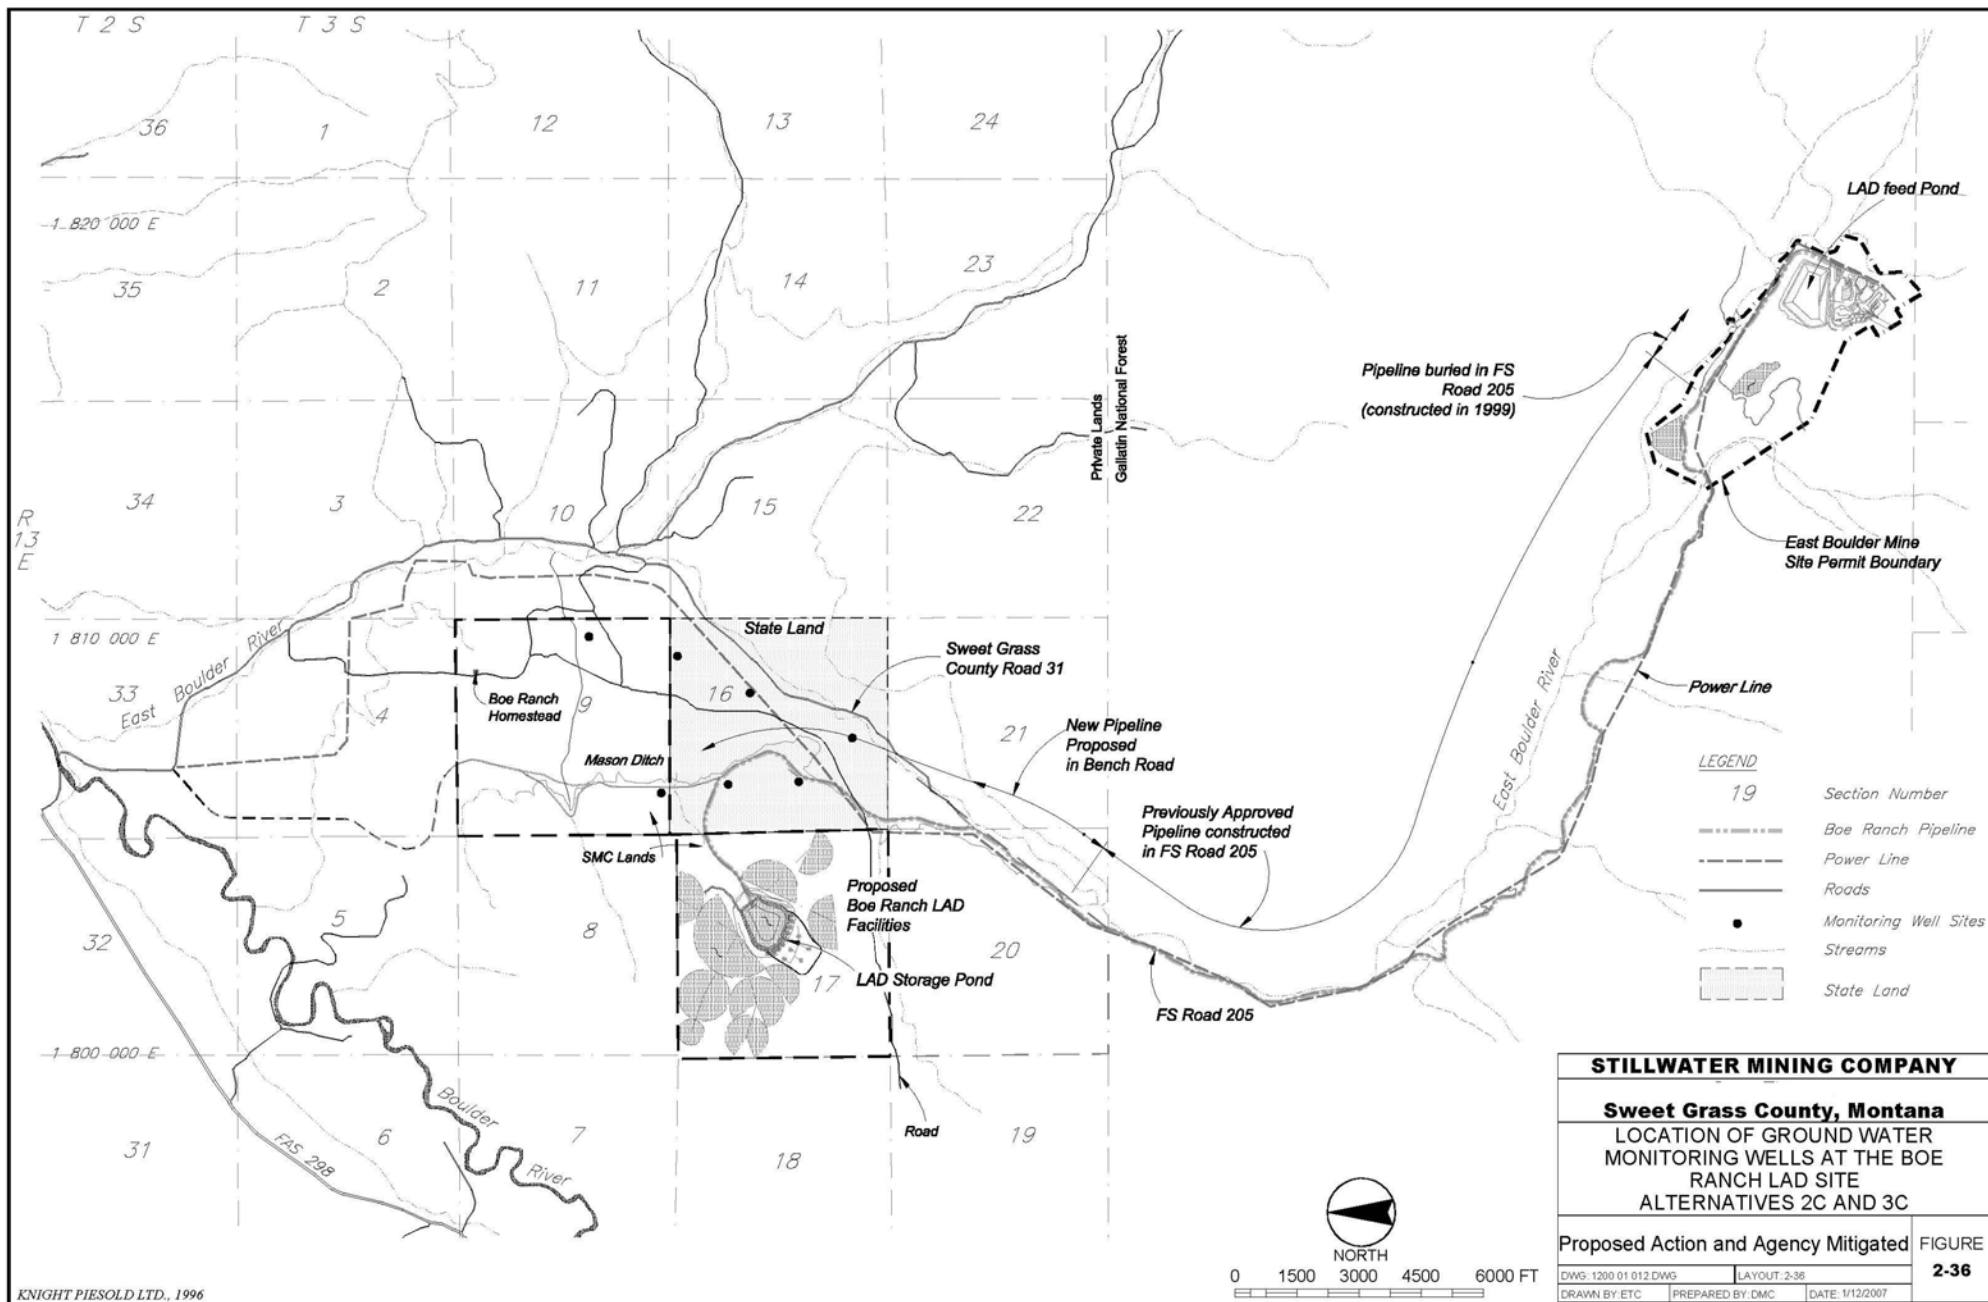 T 2 S
T 3 S
36
1
12
13
24
1 820 000 E
LAD feed Pond
35
2
11
14
23
Pipeline buried in FS
Road 205
(constructed in 1999)
Private Lands
Gallatin National Forest
34
3
10
15
22
R
13
E
East Boulder Mine
Site Permit Boundary
1 810 000 E
State Land
Sweet Grass
County Road 31
33
East Boulder River
4
Boe Ranch
Homestead
9
16
21
New Pipeline
Proposed
in Bench Road
Mason Ditch
East Boulder River
Power Line
Previously Approved
Pipeline constructed
in FS Road 205
SMC Lands
LEGEND
19 Section Number
Boe Ranch Pipeline
Power Line
Roads
Monitoring Well Sites
Streams
State Land
Proposed
Boe Ranch LAD
Facilities
32
5
8
17
20
LAD Storage Pond
FS Road 205
1 800 000 E
Boulder River
FAS 298
31
6
7
18
19
Road
NORTH
0 1500 3000 4500 6000 FT
STILLWATER MINING COMPANY
Sweet Grass County, Montana
LOCATION OF GROUND WATER
MONITORING WELLS AT THE BOE
RANCH LAD SITE
ALTERNATIVES 2C AND 3C
Proposed Action and Agency Mitigated
FIGURE
2-36
DWG: 1200 01 012.DWG
LAYOUT: 2-36
DRAWN BY: ETC
PREPARED BY: DMC
DATE: 1/12/2007
KNIGHT PIESOLD LTD., 1996